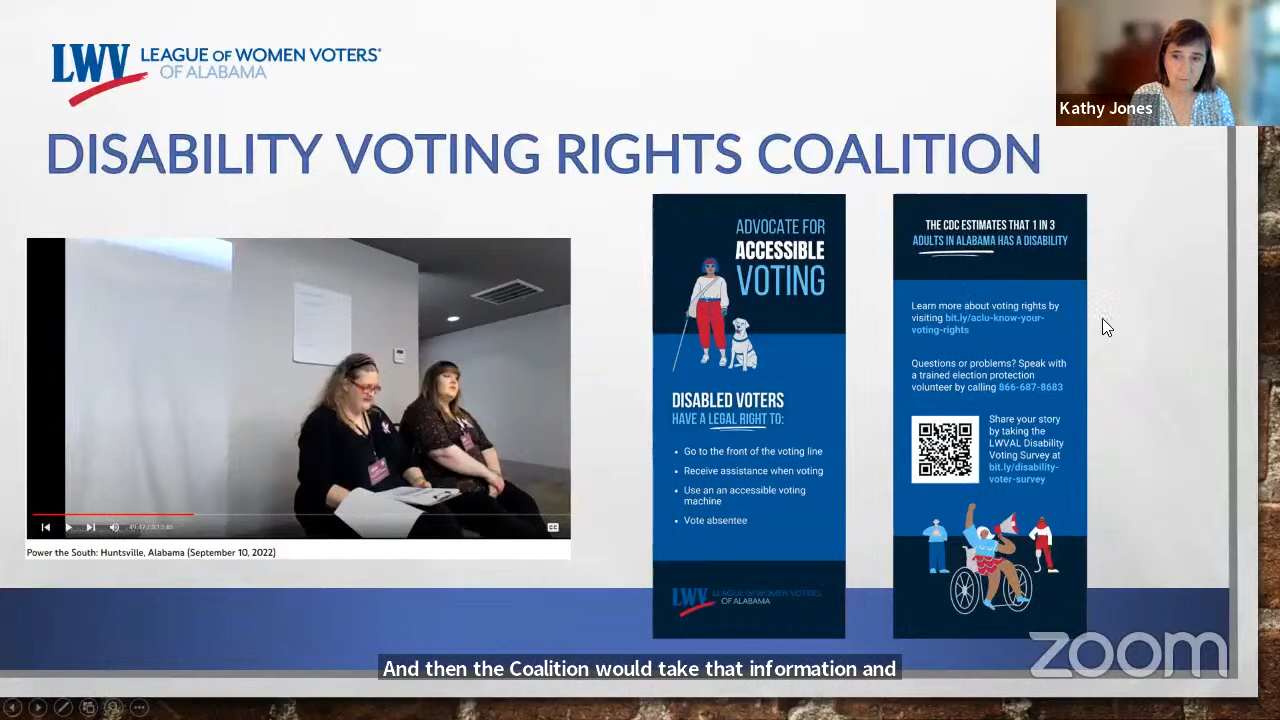 LWV LEAGUE OF WOMEN VOTERS®
OF ALABAMA
Kathy Jones
DISABILITY VOTING RIGHTS COALITION
Power the South: Huntsville, Alabama (September 10, 2022)
ADVOCATE FOR
ACCESSIBLE
VOTING
DISABLED VOTERS
HAVE A LEGAL RIGHT TO:
• Go to the front of the voting line
• Receive assistance when voting
• Use an an accessible voting
machine
• Vote absentee
LWV LEAGUE OF WOMEN VOTERS
OF ALABAMA
THE CDC ESTIMATES THAT 1 IN 3
ADULTS IN ALABAMA HAS A DISABILITY
Learn more about voting rights by
visiting bit.ly/aclu-know-your-
voting-rights
Questions or problems? Speak with
a trained election protection
volunteer by calling 866-687-8683
Share your story
by taking the
LWVAL Disability
Voting Survey at
bit.ly/disability-
voter-survey
zoom
And then the Coalition would take that information and